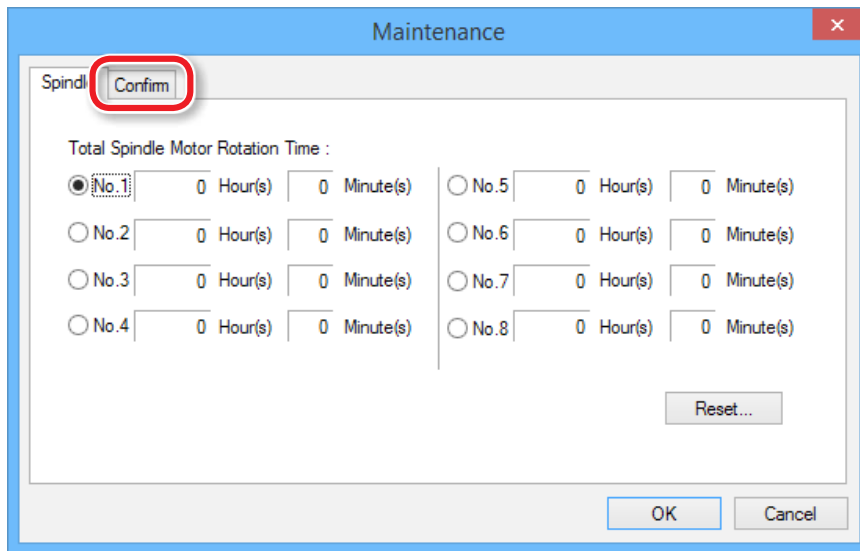 Maintenance
Spindl Confirm
Total Spindle Motor Rotation Time :
No.1 0 Hour(s) 0 Minute(s) No.5 0 Hour(s) 0 Minute(s)
No.2 0 Hour(s) 0 Minute(s) No.6 0 Hour(s) 0 Minute(s)
No.3 0 Hour(s) 0 Minute(s) No.7 0 Hour(s) 0 Minute(s)
No.4 0 Hour(s) 0 Minute(s) No.8 0 Hour(s) 0 Minute(s)
Reset...
OK Cancel